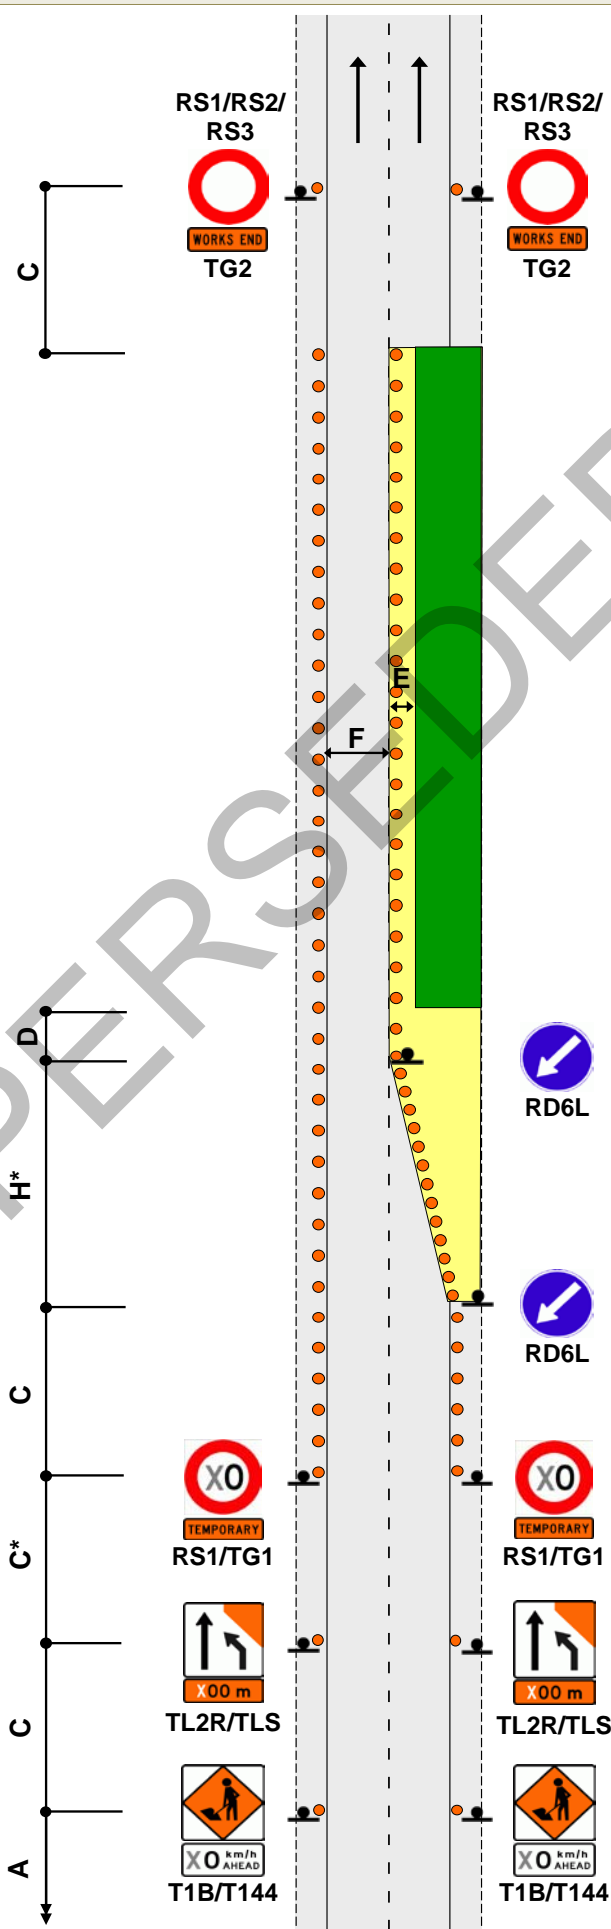 RS1/RS2/
RS3
RS1/RS2/
RS3
WORKS END
WORKS END
TG2
TG2
C
E
F
D
RD6L
H*
RD6L
C
X0
X0
TEMPORARY
TEMPORARY
RS1/TG1
RS1/TG1
C*
X00 m
X00 m
TL2R/TLS
TL2R/TLS
C
X0 km/h
AHEAD
X0 km/h
AHEAD
A
T1B/T144
T1B/T144
PERSEDE